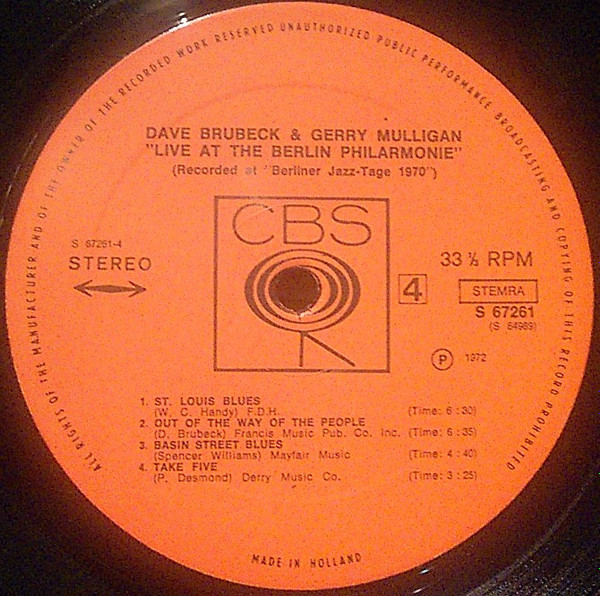 ALL RIGHTS OF THE MANUFACTURER AND OF THE OWNER OF THE RECORDED WORK RESERVED UNAUTHORIZED PUBLIC PERFORMANCE BROADCASTING AND COPYING OF THIS RECORD PROHIBITED
DAVE BRUBECK & GERRY MULLIGAN
"LIVE AT THE BERLIN PHILARMONIE"
(Recorded at "Berliner Jazz-Tage 1970")
CBS
S 67261-4
STEREO
4
33 ⅓ RPM
STEMRA
S 67261
(S 64989)
P 1972
1. ST. LOUIS BLUES
(W. C. Handy) F.D.H. (Time: 6 : 30)
2. OUT OF THE WAY OF THE PEOPLE
(D. Brubeck) Francis Music Pub. Co. Inc. (Time: 6 : 35)
3. BASIN STREET BLUES
(Spencer Williams) Mayfair Music (Time: 4 : 40)
4. TAKE FIVE
(P. Desmond) Derry Music Co. (Time: 3 : 25)
MADE IN HOLLAND